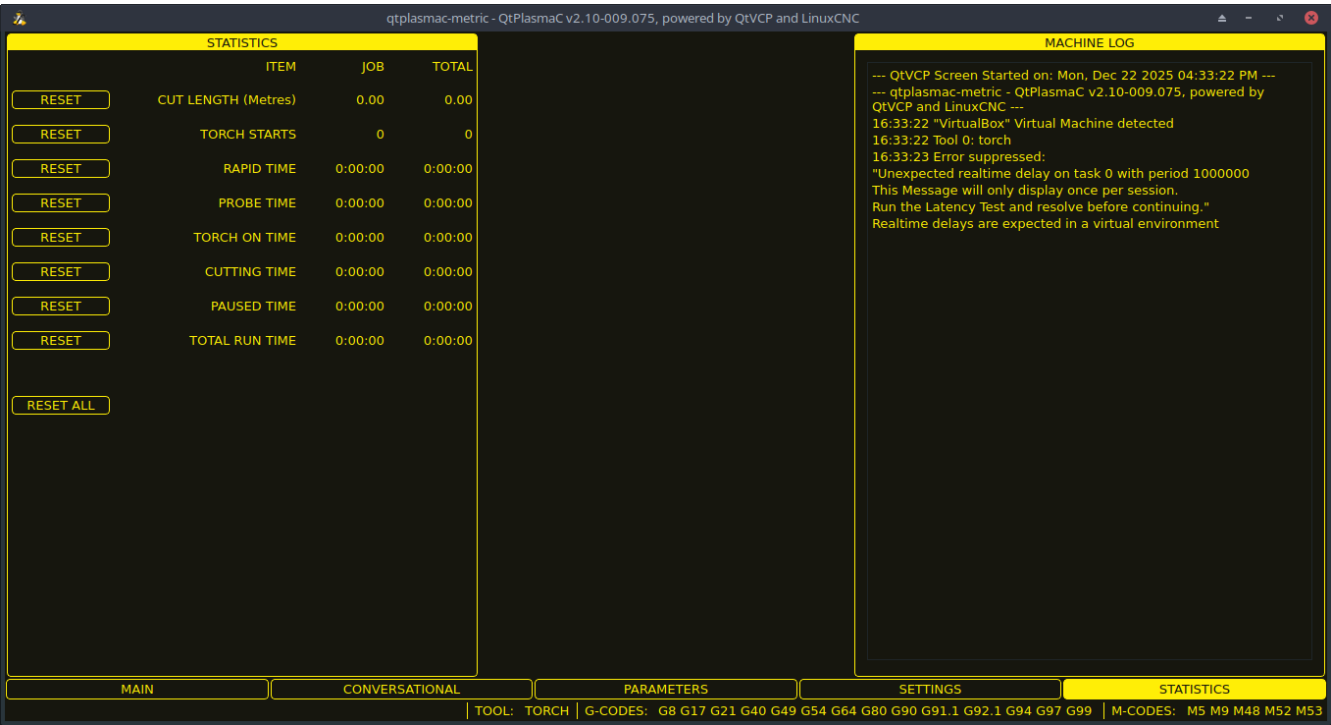 qtplasmac-metric - QtPlasmaC v2.10-009.075, powered by QtVCP and LinuxCNC
STATISTICS
ITEM JOB TOTAL
RESET CUT LENGTH (Metres) 0.00 0.00
RESET TORCH STARTS 0 0
RESET RAPID TIME 0:00:00 0:00:00
RESET PROBE TIME 0:00:00 0:00:00
RESET TORCH ON TIME 0:00:00 0:00:00
RESET CUTTING TIME 0:00:00 0:00:00
RESET PAUSED TIME 0:00:00 0:00:00
RESET TOTAL RUN TIME 0:00:00 0:00:00
RESET ALL
MACHINE LOG
--- QtVCP Screen Started on: Mon, Dec 22 2025 04:33:22 PM ---
--- qtplasmac-metric - QtPlasmaC v2.10-009.075, powered by
QtVCP and LinuxCNC ---
16:33:22 "VirtualBox" Virtual Machine detected
16:33:22 Tool 0: torch
16:33:23 Error suppressed:
"Unexpected realtime delay on task 0 with period 1000000
This Message will only display once per session.
Run the Latency Test and resolve before continuing."
Realtime delays are expected in a virtual environment
MAIN CONVERSATIONAL PARAMETERS SETTINGS STATISTICS
TOOL: TORCH G-CODES: G8 G17 G21 G40 G49 G54 G64 G80 G90 G91.1 G92.1 G94 G97 G99 M-CODES: M5 M9 M48 M52 M53